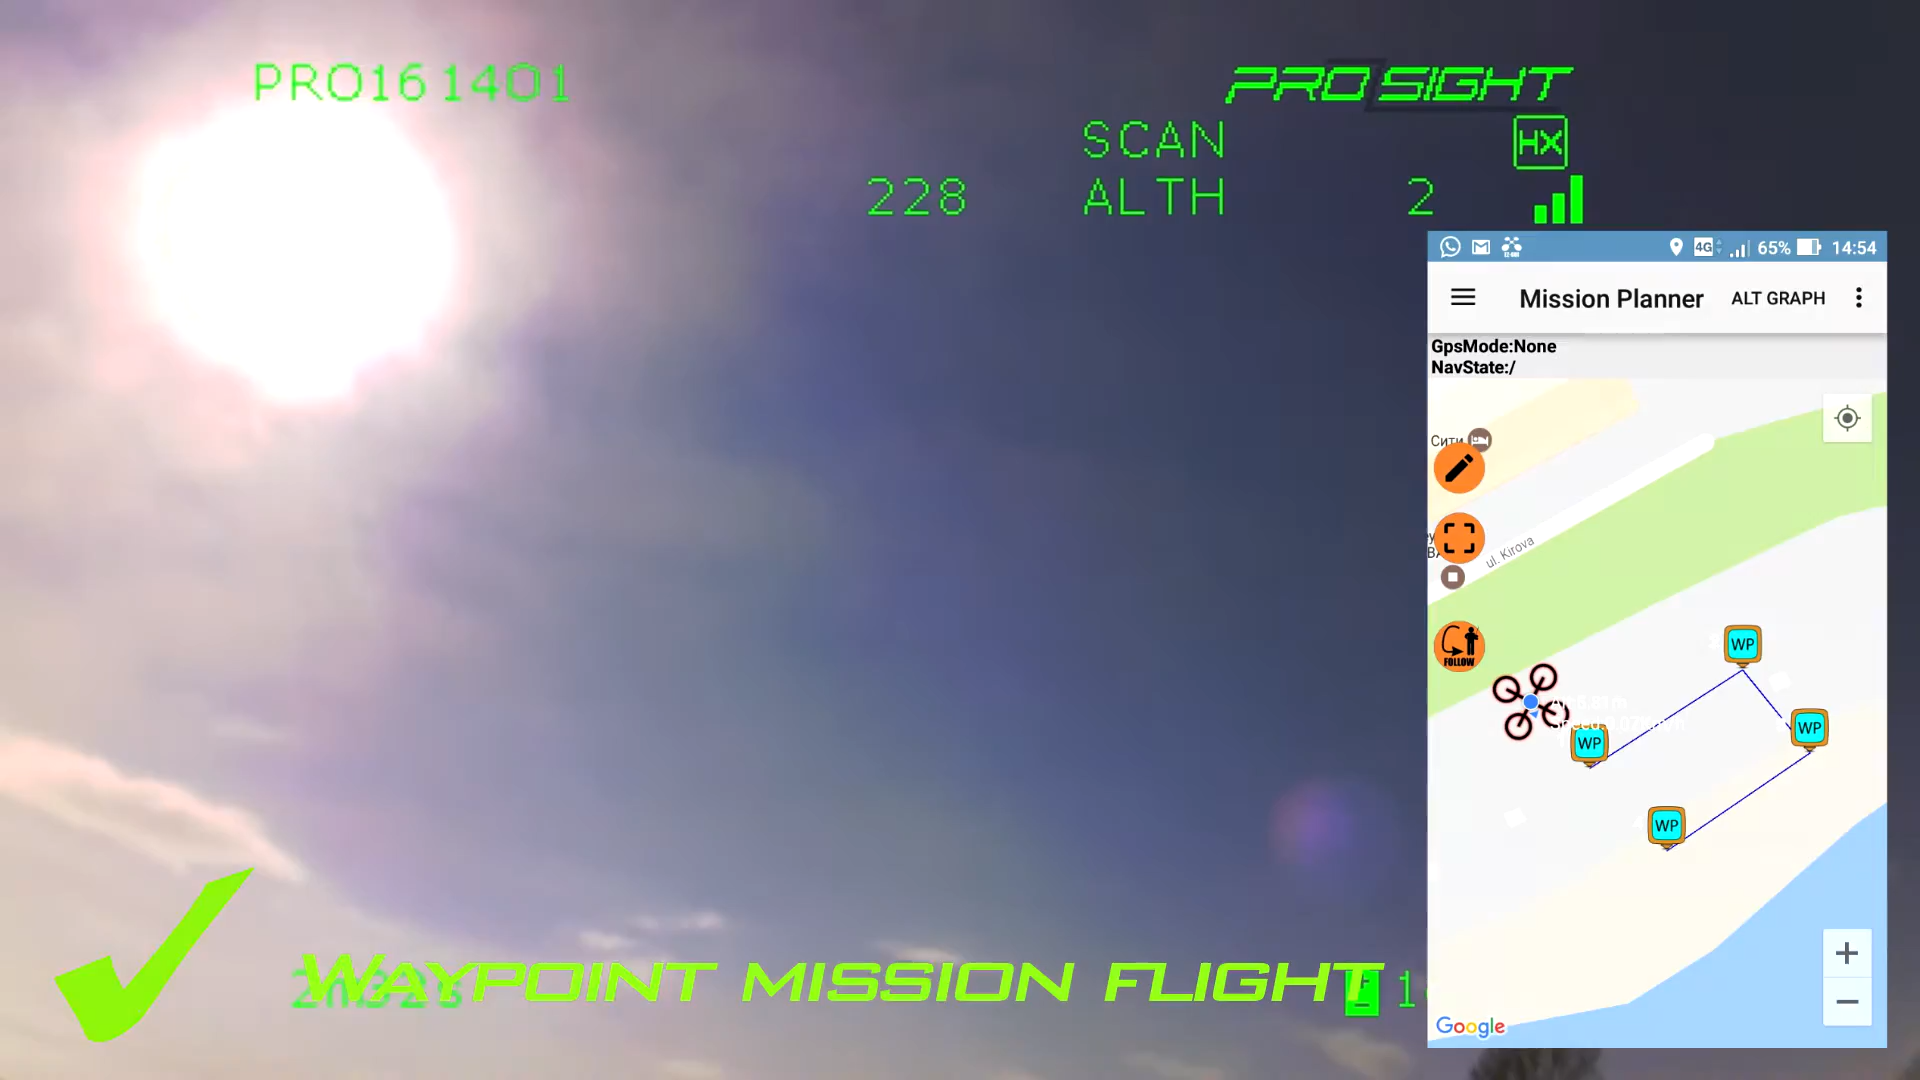 PRO161401
PRO SIGHT
SCAN
HX
228
ALTH
2
65%
14:54
4G
Mission Planner
ALT GRAPH
GpsMode:None
NavState:/
Сити
ul. Kirova
FOLLOW
WP
WP
WP
WP
WAYPOINT MISSION FLIGHT
Google